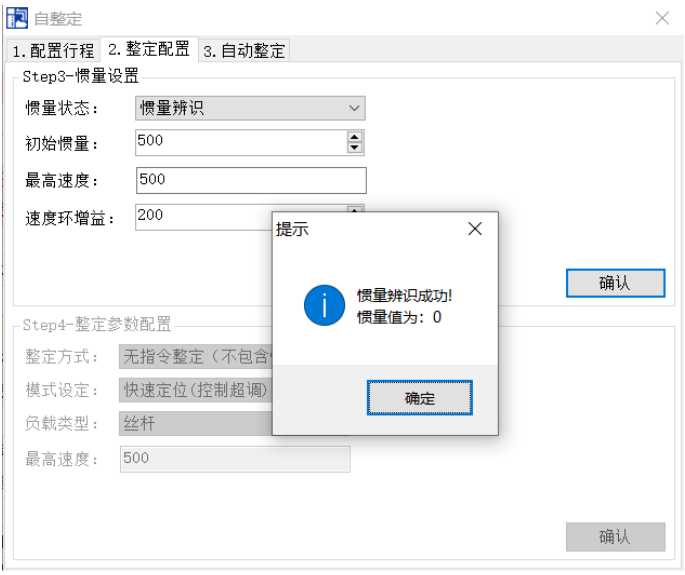 自整定
1.配置行程 2.整定配置 3.自动整定
Step3-惯量设置
惯量状态： 惯量辨识
初始惯量： 500
最高速度： 500
速度环增益： 200
确认
提示
惯量辨识成功!
惯量值为：0
确定
Step4-整定参数配置
整定方式： 无指令整定（不包含
模式设定： 快速定位(控制超调)
负载类型： 丝杆
最高速度： 500
确认